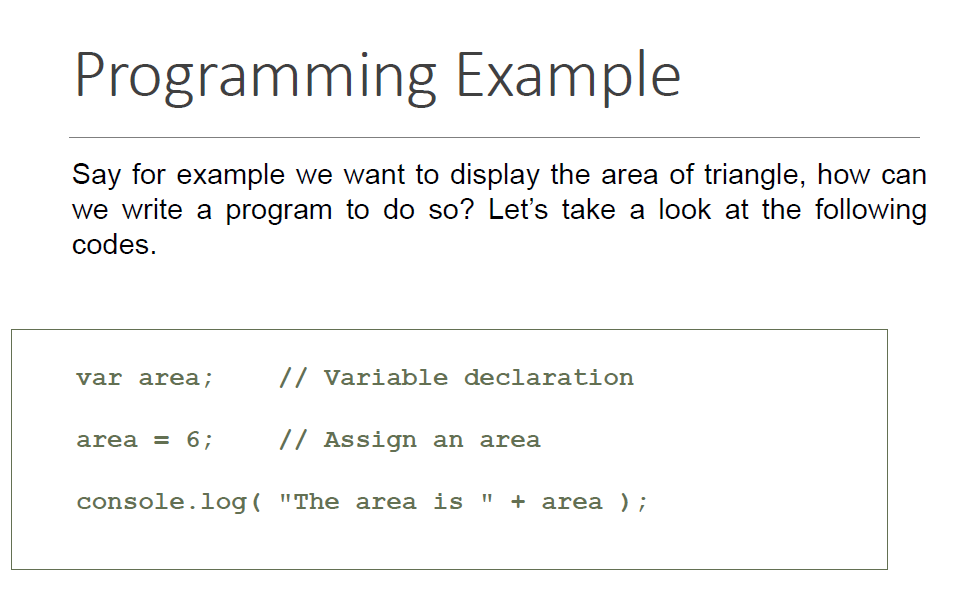 Programming Example
Say for example we want to display the area of triangle, how can
we write a program to do so? Let’s take a look at the following
codes.
var area;    // Variable declaration
area = 6;    // Assign an area
console.log( "The area is " + area );